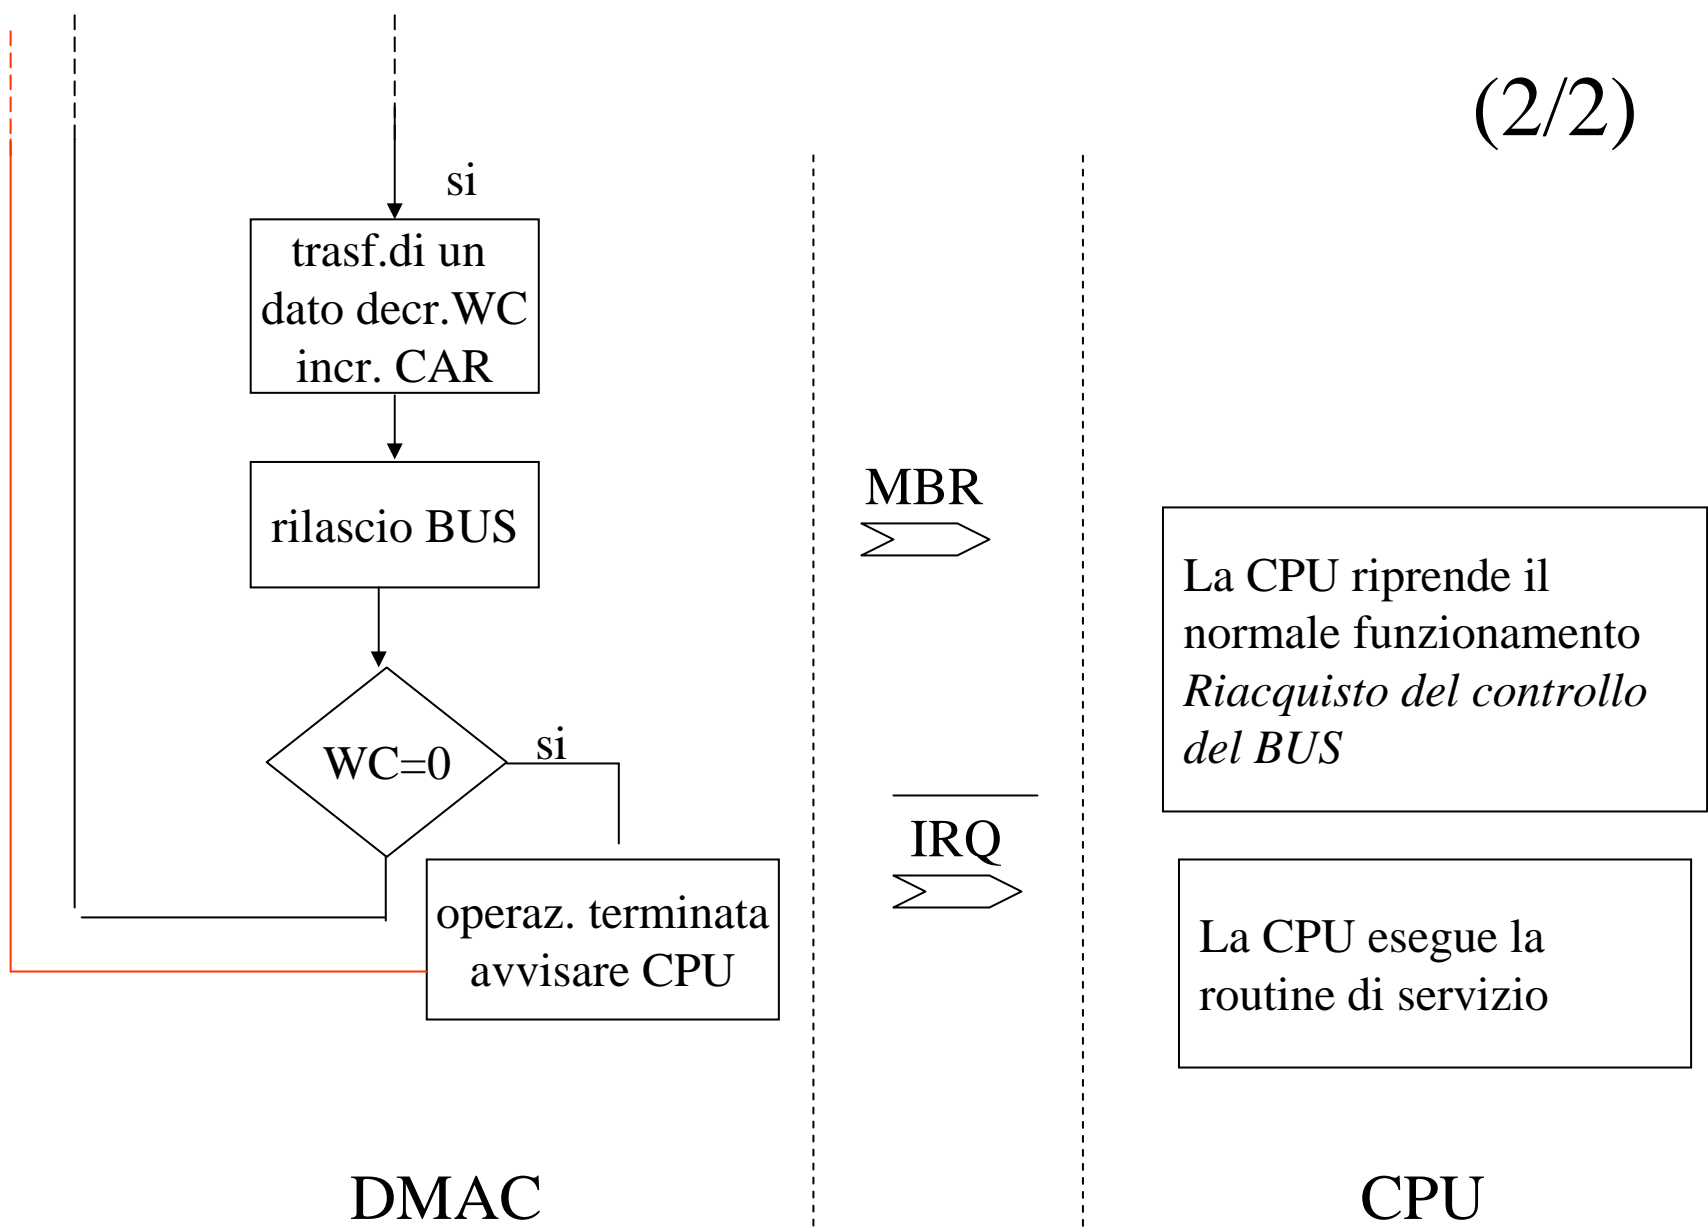 (2/2)
si
trasf.di un
dato decr.WC
incr. CAR
rilascio BUS
MBR
La CPU riprende il
normale funzionamento
Riacquisto del controllo
del BUS
WC=0
si
IRQ
operaz. terminata
avvisare CPU
La CPU esegue la
routine di servizio
DMAC
CPU